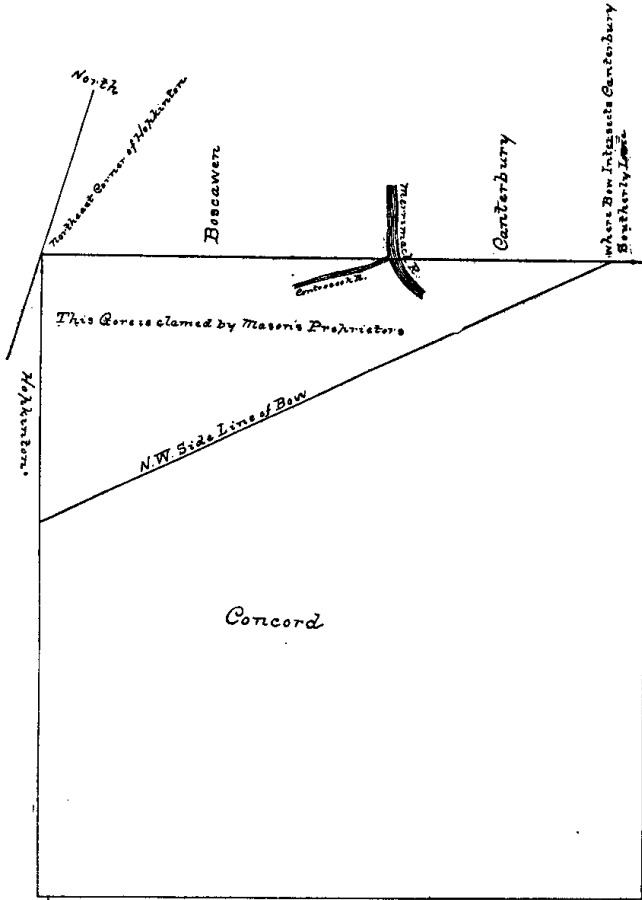 North
Northeast Corner of Hopkinton
Boscawen
Merrimack R.
Canterbury
where Bow Intersects Canterbury
Southerly Line
Contoocook R.
This Gore is clamed by Mason's Proprietors
Hopkinton,
N.W. Side Line of Bow
Concord